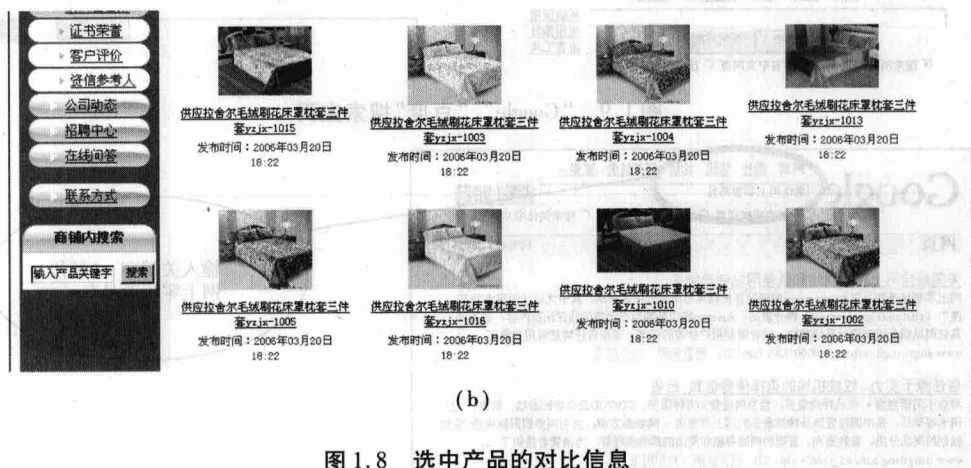 证书荣誉
客户评价
资信参考人
公司动态
招聘中心
在线问答
联系方式
商铺内搜索
输入产品关键字 搜索
供应拉舍尔毛绒刷花床罩枕套三件
套yzjx-1015
发布时间：2006年03月20日
18:22
供应拉舍尔毛绒刷花床罩枕套三件
套yzjx-1003
发布时间：2006年03月20日
18:22
供应拉舍尔毛绒刷花床罩枕套三件
套yzjx-1004
发布时间：2006年03月20日
18:22
供应拉舍尔毛绒刷花床罩枕套三件
套yzjx-1013
发布时间：2006年03月20日
18:22
供应拉舍尔毛绒刷花床罩枕套三件
套yzjx-1005
发布时间：2006年03月20日
18:22
供应拉舍尔毛绒刷花床罩枕套三件
套yzjx-1016
发布时间：2006年03月20日
18:22
供应拉舍尔毛绒刷花床罩枕套三件
套yzjx-1010
发布时间：2006年03月20日
18:22
供应拉舍尔毛绒刷花床罩枕套三件
套yzjx-1002
发布时间：2006年03月20日
18:22
(b)
图1.8 选中产品的对比信息